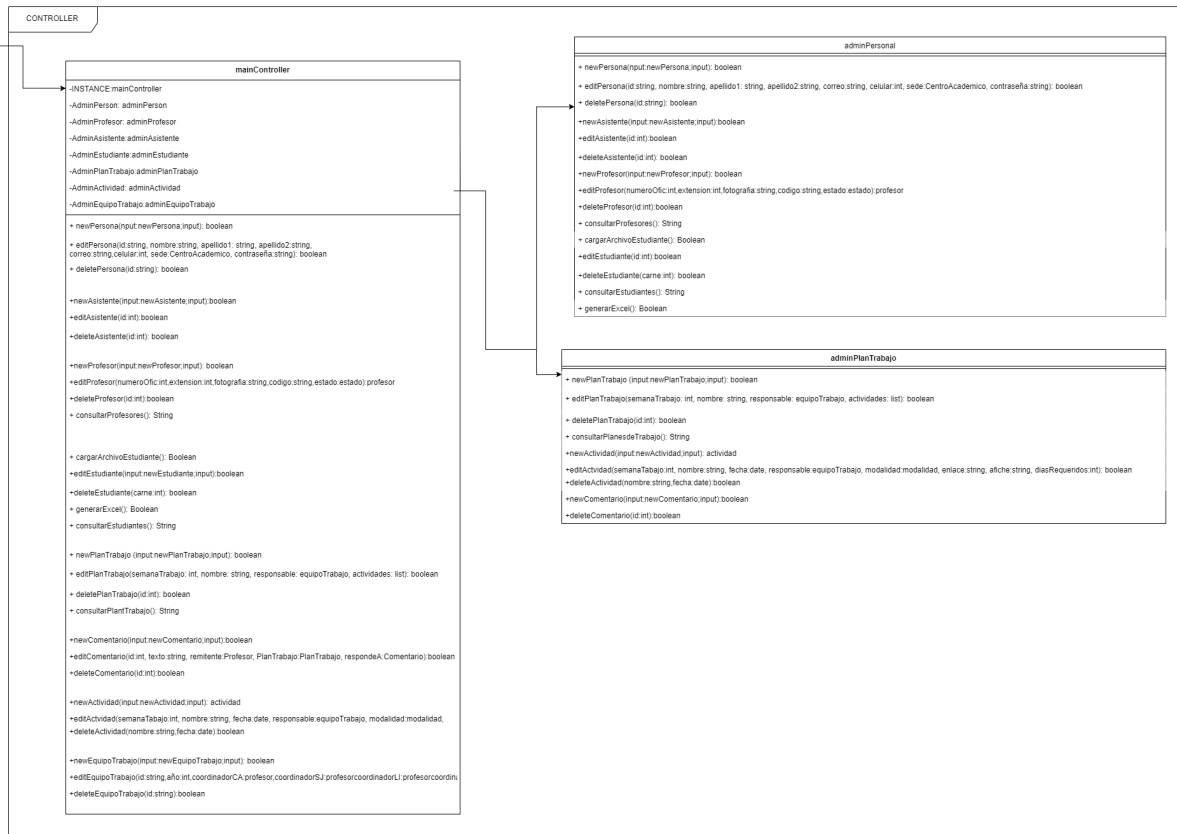 CONTROLLER
mainController
-INSTANCE:mainController
-AdminPerson: adminPerson
-AdminProfesor: adminProfesor
-AdminAsistente:adminAsistente
-AdminEstudiante:adminEstudiante
-AdminPlanTrabajo:adminPlanTrabajo
-AdminActividad: adminActividad
-AdminEquipoTrabajo:adminEquipoTrabajo
+ newPersona(nput:newPersona;input): boolean
+ editPersona(id:string, nombre:string, apellido1: string, apellido2:string,
correo:string,celular:int, sede:CentroAcademico, contraseña:string): boolean
+ deletePersona(id:string): boolean
+newAsistente(input:newAsistente;input):boolean
+editAsistente(id:int):boolean
+deleteAsistente(id:int): boolean
+newProfesor(input:newProfesor;input): boolean
+editProfesor(numeroOfic:int,extension:int,fotografia:string,codigo:string,estado:estado):profesor
+deleteProfesor(id:int):boolean
+ consultarProfesores(): String
+ cargarArchivoEstudiante(): Boolean
+editEstudiante(input:newEstudiante;input):boolean
+deleteEstudiante(carne:int): boolean
+ generarExcel(): Boolean
+ consultarEstudiantes(): String
+ newPlanTrabajo (input:newPlanTrabajo;input): boolean
+ editPlanTrabajo(semanaTrabajo: int, nombre: string, responsable: equipoTrabajo, actividades: list): boolean
+ deletePlanTrabajo(id:int): boolean
+ consultarPlantTrabajo(): String
+newComentario(input:newComentario;input):boolean
+editComentario(id:int, texto:string, remitente:Profesor, PlanTrabajo:PlanTrabajo, respondeA:Comentario):boolean
+deleteComentario(id:int):boolean
+newActividad(input:newActividad;input): actividad
+editActvidad(semanaTabajo:int, nombre:string, fecha:date, responsable:equipoTrabajo, modalidad:modalidad,
+deleteActividad(nombre:string,fecha:date):boolean
+newEquipoTrabajo(input:newEquipoTrabajo;input): boolean
+editEquipoTrabajo(id:string,año:int,coordinadorCA:profesor,coordinadorSJ:profesorcoordinadorLI:profesorcoordin
+deleteEquipoTrabajo(id:string):boolean
adminPersonal
+ newPersona(nput:newPersona;input): boolean
+ editPersona(id:string, nombre:string, apellido1: string, apellido2:string, correo:string, celular:int, sede:CentroAcademico, contraseña:string): boolean
+ deletePersona(id:string): boolean
+newAsistente(input:newAsistente;input):boolean
+editAsistente(id:int):boolean
+deleteAsistente(id:int): boolean
+newProfesor(input:newProfesor;input): boolean
+editProfesor(numeroOfic:int,extension:int,fotografia:string,codigo:string,estado:estado):profesor
+deleteProfesor(id:int):boolean
+ consultarProfesores(): String
+ cargarArchivoEstudiante(): Boolean
+editEstudiante(id:int):boolean
+deleteEstudiante(carne:int): boolean
+ consultarEstudiantes(): String
+ generarExcel(): Boolean
adminPlanTrabajo
+ newPlanTrabajo (input:newPlanTrabajo;input): boolean
+ editPlanTrabajo(semanaTrabajo: int, nombre: string, responsable: equipoTrabajo, actividades: list): boolean
+ deletePlanTrabajo(id:int): boolean
+ consultarPlanesdeTrabajo(): String
+newActividad(input:newActividad;input): actividad
+editActvidad(semanaTabajo:int, nombre:string, fecha:date, responsable:equipoTrabajo, modalidad:modalidad, enlace:string, afiche:string, diasRequeridos:int): boolean
+deleteActividad(nombre:string,fecha:date):boolean
+newComentario(input:newComentario;input):boolean
+deleteComentario(id:int):boolean